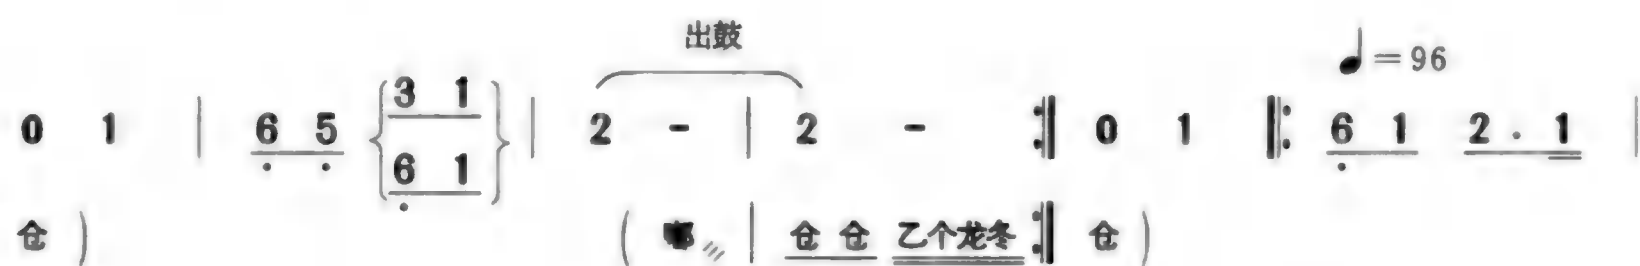 出鼓
♩=96
0 1 | 6 5 {3 1 | 2 - | 2 - :| 0 1 |: 6 1 2 . 1 |
6 1}
仓 ) ( 嘟 | 仓 仓 乙个龙冬 :| 仓 )